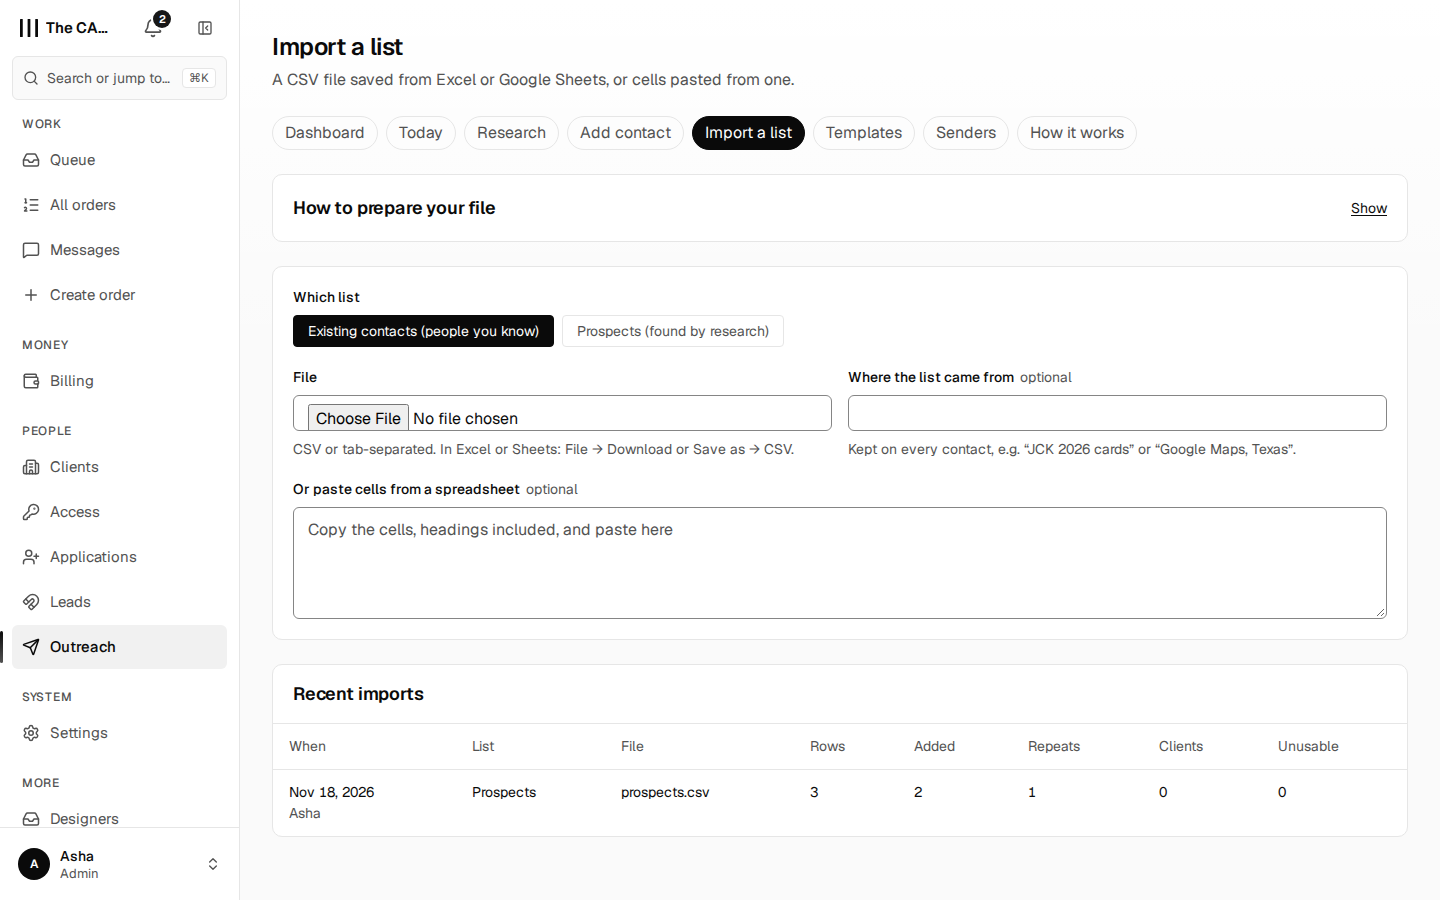 The CA...
2
Search or jump to...
⌘K
WORK
Queue
All orders
Messages
Create order
MONEY
Billing
PEOPLE
Clients
Access
Applications
Leads
Outreach
SYSTEM
Settings
MORE
Designers
A
Asha
Admin
Import a list
A CSV file saved from Excel or Google Sheets, or cells pasted from one.
Dashboard Today Research Add contact Import a list Templates Senders How it works
How to prepare your file
Show
Which list
Existing contacts (people you know) Prospects (found by research)
File
Choose File No file chosen
CSV or tab-separated. In Excel or Sheets: File → Download or Save as → CSV.
Where the list came from optional
Kept on every contact, e.g. “JCK 2026 cards” or “Google Maps, Texas”.
Or paste cells from a spreadsheet optional
Copy the cells, headings included, and paste here
Recent imports
When List File Rows Added Repeats Clients Unusable
Nov 18, 2026 Prospects prospects.csv 3 2 1 0 0
Asha